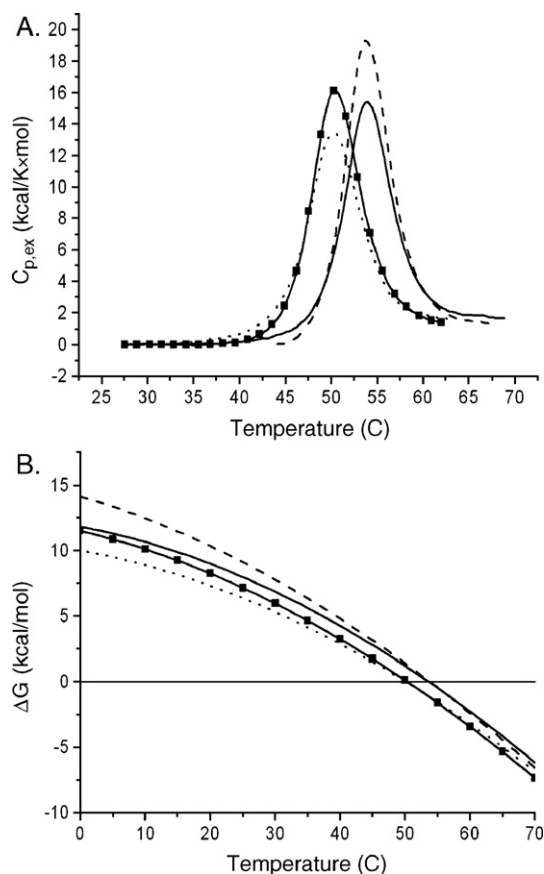 A.
20
18
16
14
12
10
8
6
4
2
0
-2
C_{p,ex} (kcal/K×mol)
25 30 35 40 45 50 55 60 65 70
Temperature (C)
B.
15
10
5
0
-5
-10
ΔG (kcal/mol)
0 10 20 30 40 50 60 70
Temperature (C)